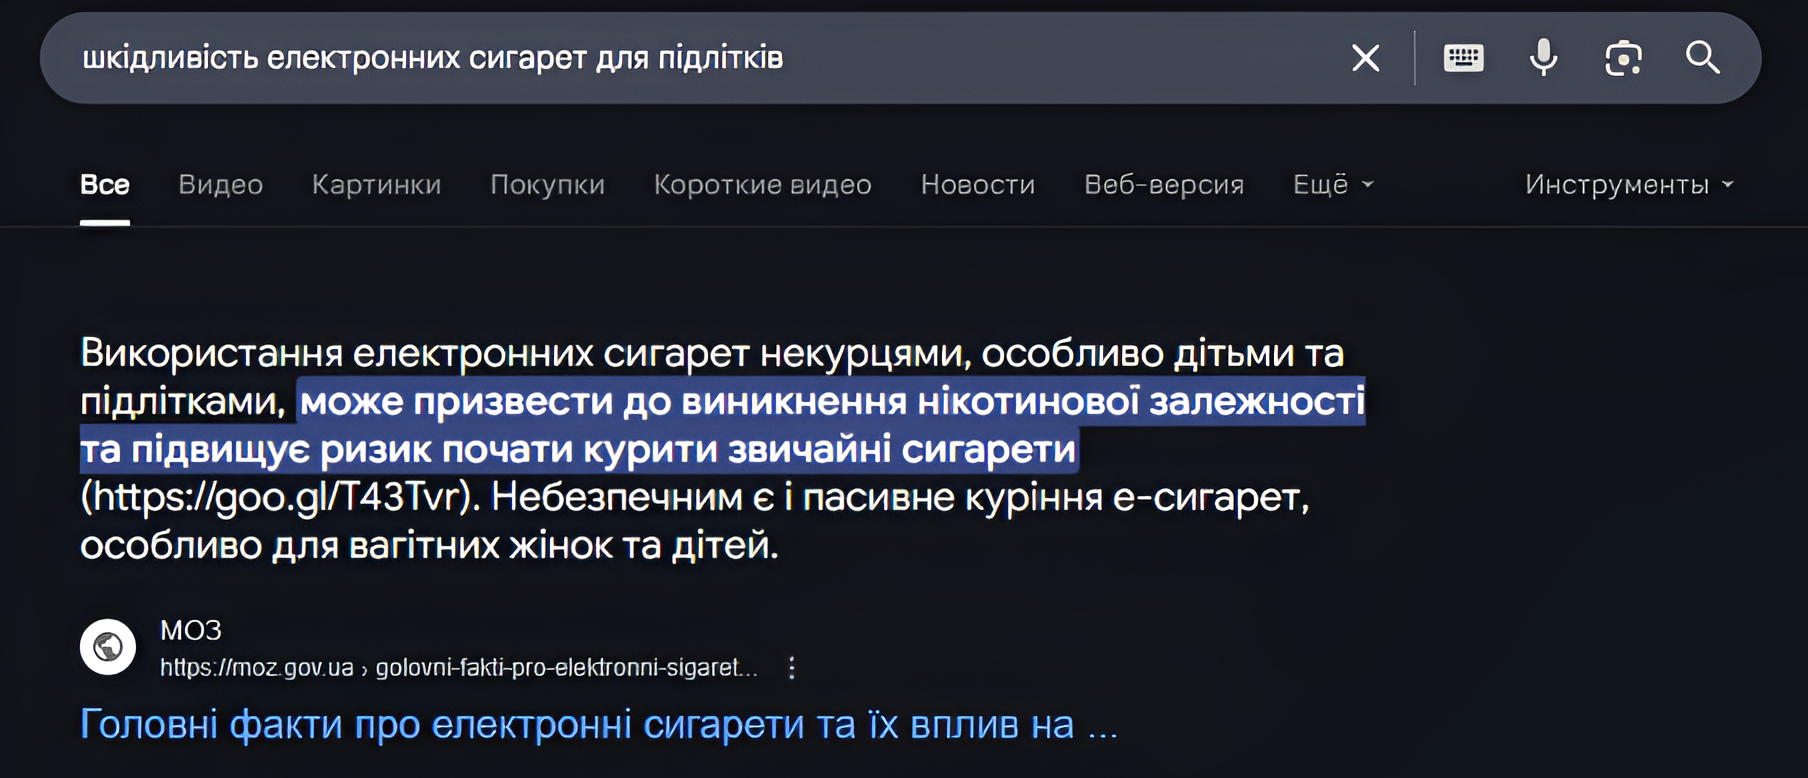 шкідливість електронних сигарет для підлітків
Все Видео Картинки Покупки Короткие видео Новости Веб-версия Ещё Инструменты
Використання електронних сигарет некурцями, особливо дітьми та
підлітками, може призвести до виникнення нікотинової залежності
та підвищує ризик почати курити звичайні сигарети
(https://goo.gl/T43Tvr). Небезпечним є і пасивне куріння е-сигарет,
особливо для вагітних жінок та дітей.
МОЗ
https://moz.gov.ua › golovni-fakti-pro-elektronni-sigaret...
Головні факти про електронні сигарети та їх вплив на ...